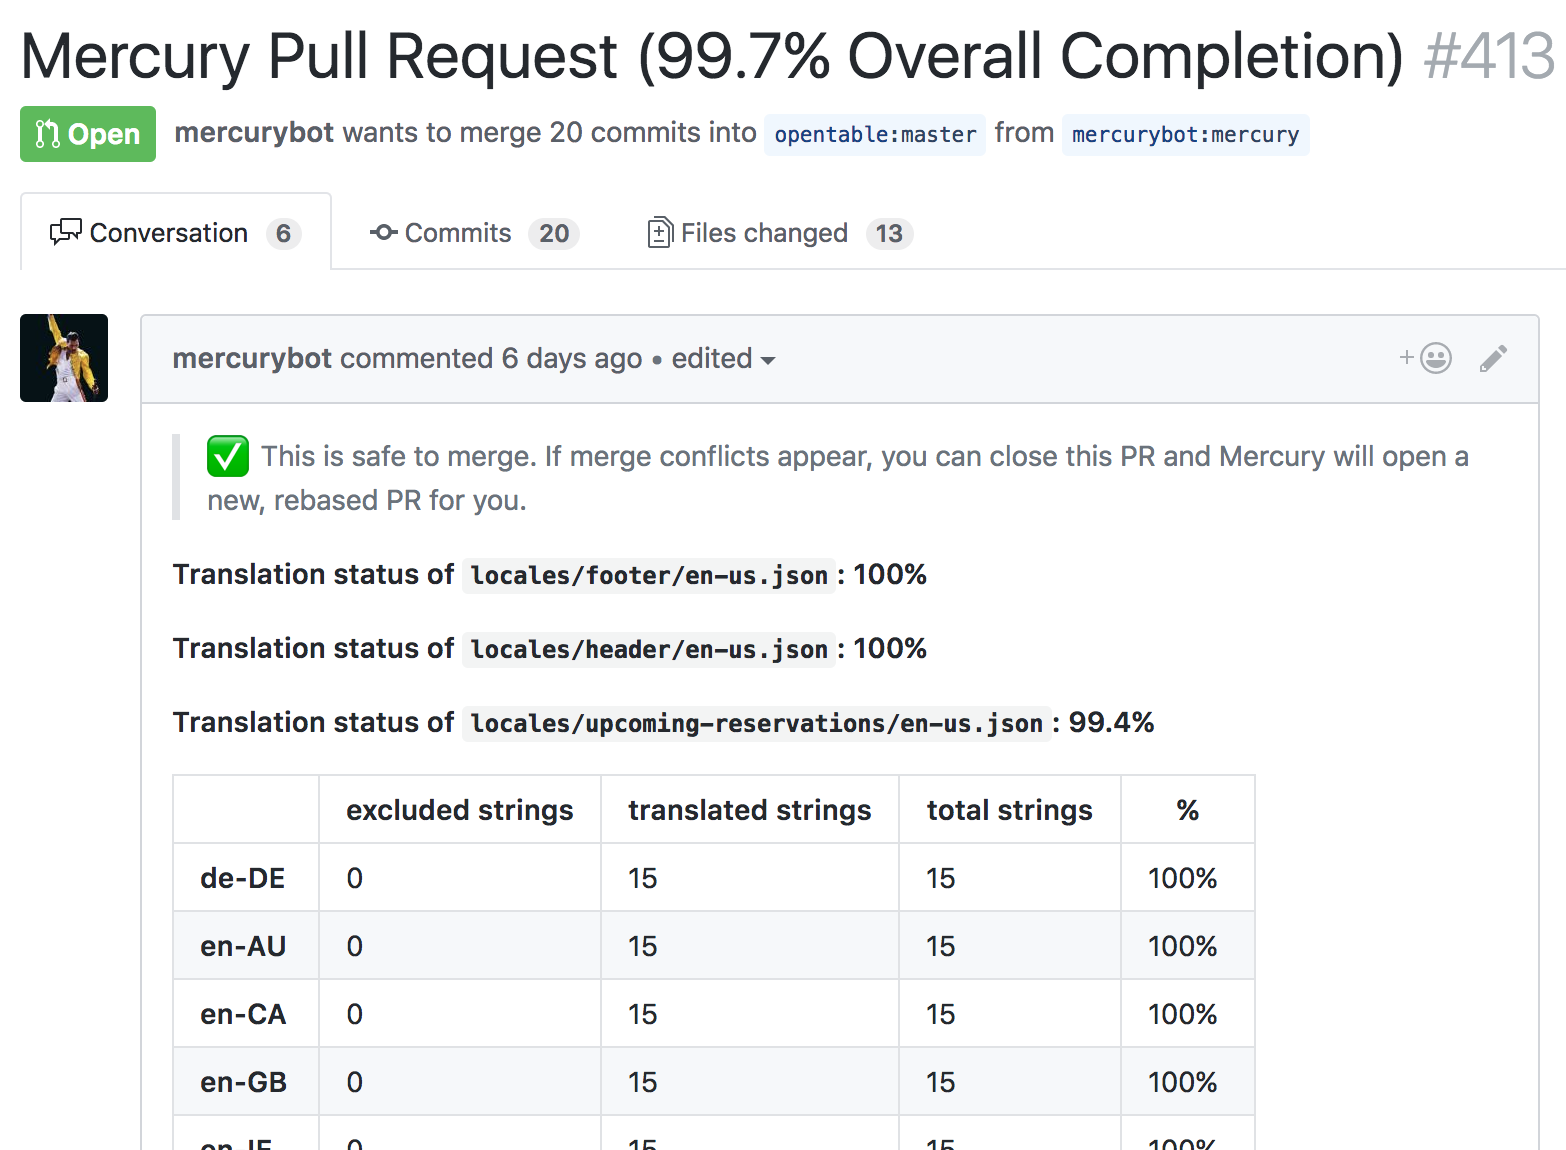 Mercury Pull Request (99.7% Overall Completion) #413
Open mercurybot wants to merge 20 commits into opentable:master from mercurybot:mercury
Conversation 6 Commits 20 Files changed 13
mercurybot commented 6 days ago • edited
✅ This is safe to merge. If merge conflicts appear, you can close this PR and Mercury will open a
new, rebased PR for you.
Translation status of locales/footer/en-us.json : 100%
Translation status of locales/header/en-us.json : 100%
Translation status of locales/upcoming-reservations/en-us.json : 99.4%
excluded strings translated strings total strings %
de-DE 0 15 15 100%
en-AU 0 15 15 100%
en-CA 0 15 15 100%
en-GB 0 15 15 100%
en-IE 0 15 15 100%